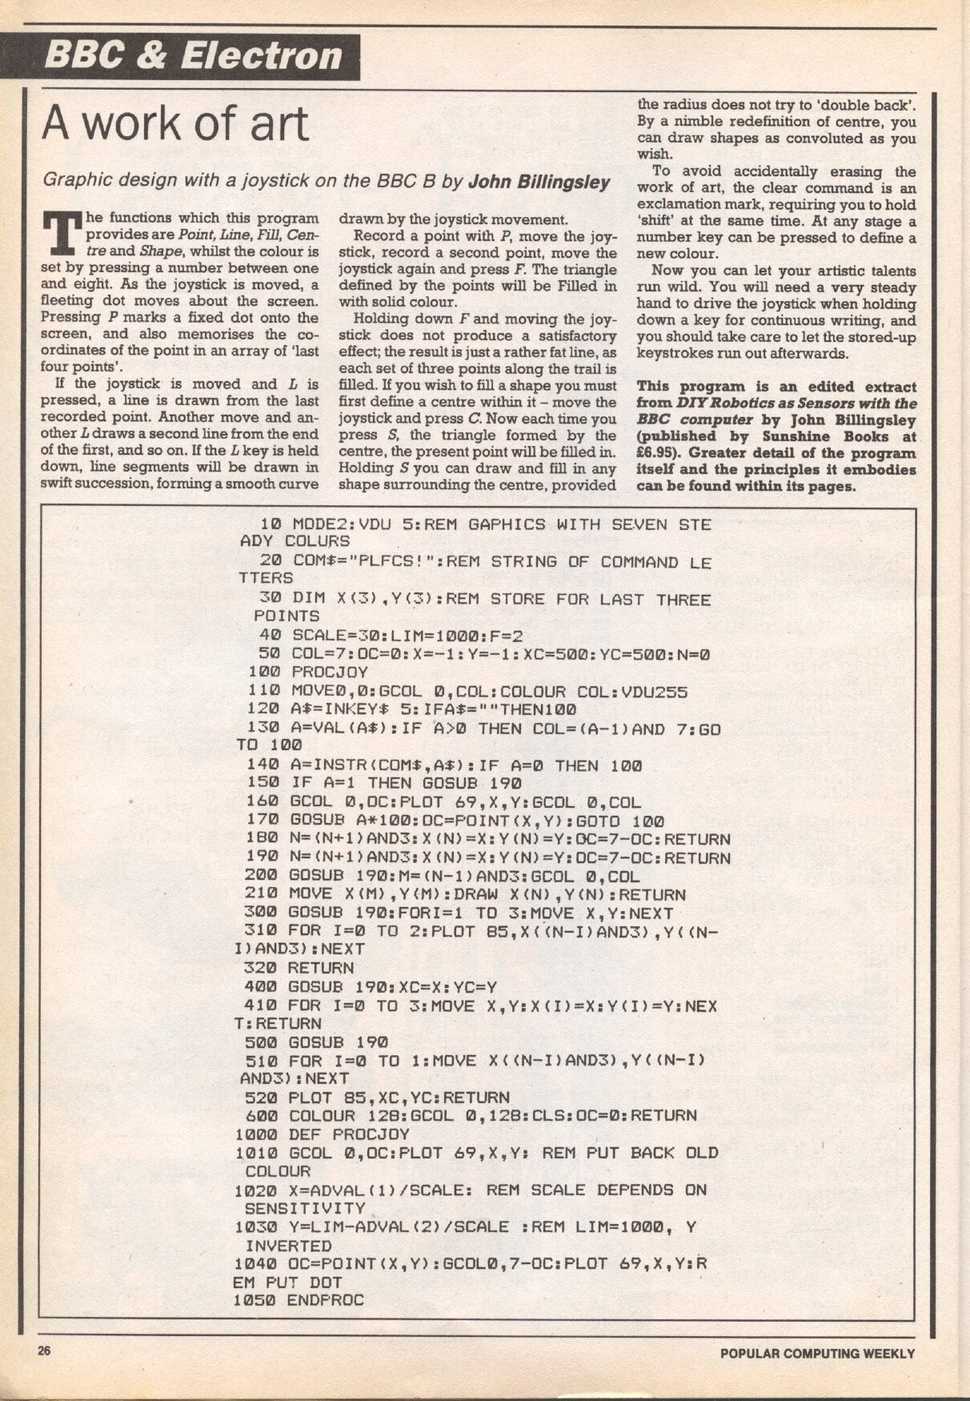 BBC & Electron
A work of art
Graphic design with a joystick on the BBC B by John Billingsley
The functions which this program
provides are Point, Line, Fill, Cen-
tre and Shape, whilst the colour is
set by pressing a number between one
and eight. As the joystick is moved, a
fleeting dot moves about the screen.
Pressing P marks a fixed dot onto the
screen, and also memorises the co-
ordinates of the point in an array of 'last
four points'.
If the joystick is moved and L is
pressed, a line is drawn from the last
recorded point. Another move and an-
other L draws a second line from the end
of the first, and so on. If the L key is held
down, line segments will be drawn in
swift succession, forming a smooth curve
drawn by the joystick movement.
Record a point with P, move the joy-
stick, record a second point, move the
joystick again and press F. The triangle
defined by the points will be Filled in
with solid colour.
Holding down F and moving the joy-
stick does not produce a satisfactory
effect; the result is just a rather fat line, as
each set of three points along the trail is
filled. If you wish to fill a shape you must
first define a centre within it – move the
joystick and press C. Now each time you
press S, the triangle formed by the
centre, the present point will be filled in.
Holding S you can draw and fill in any
shape surrounding the centre, provided
the radius does not try to 'double back'.
By a nimble redefinition of centre, you
can draw shapes as convoluted as you
wish.
To avoid accidentally erasing the
work of art, the clear command is an
exclamation mark, requiring you to hold
'shift' at the same time. At any stage a
number key can be pressed to define a
new colour.
Now you can let your artistic talents
run wild. You will need a very steady
hand to drive the joystick when holding
down a key for continuous writing, and
you should take care to let the stored-up
keystrokes run out afterwards.
This program is an edited extract
from DIY Robotics as Sensors with the
BBC computer by John Billingsley
(published by Sunshine Books at
£6.95). Greater detail of the program
itself and the principles it embodies
can be found within its pages.
10 MODE2:VDU 5:REM GAPHICS WITH SEVEN STE
ADY COLURS
20 COM$="PLFCS!":REM STRING OF COMMAND LE
TTERS
30 DIM X(3),Y(3):REM STORE FOR LAST THREE
POINTS
40 SCALE=30:LIM=1000:F=2
50 COL=7:OC=0:X=-1:Y=-1:XC=500:YC=500:N=0
100 PROCJOY
110 MOVE0,0:GCOL 0,COL:COLOUR COL:VDU255
120 A$=INKEY$ 5:IFA$=""THEN100
130 A=VAL(A$):IF A>0 THEN COL=(A-1)AND 7:GO
TO 100
140 A=INSTR(COM$,A$):IF A=0 THEN 100
150 IF A=1 THEN GOSUB 190
160 GCOL 0,OC:PLOT 69,X,Y:GCOL 0,COL
170 GOSUB A*100:OC=POINT(X,Y):GOTO 100
180 N=(N+1)AND3:X(N)=X:Y(N)=Y:OC=7-OC:RETURN
190 N=(N+1)AND3:X(N)=X:Y(N)=Y:OC=7-OC:RETURN
200 GOSUB 190:M=(N-1)AND3:GCOL 0,COL
210 MOVE X(M),Y(M):DRAW X(N),Y(N):RETURN
300 GOSUB 190:FORI=1 TO 3:MOVE X,Y:NEXT
310 FOR I=0 TO 2:PLOT 85,X((N-I)AND3),Y((N-
I)AND3):NEXT
320 RETURN
400 GOSUB 190:XC=X:YC=Y
410 FOR I=0 TO 3:MOVE X,Y:X(I)=X:Y(I)=Y:NEX
T:RETURN
500 GOSUB 190
510 FOR I=0 TO 1:MOVE X((N-I)AND3),Y((N-I)
AND3):NEXT
520 PLOT 85,XC,YC:RETURN
600 COLOUR 128:GCOL 0,128:CLS:OC=0:RETURN
1000 DEF PROCJOY
1010 GCOL 0,OC:PLOT 69,X,Y: REM PUT BACK OLD
COLOUR
1020 X=ADVAL(1)/SCALE: REM SCALE DEPENDS ON
SENSITIVITY
1030 Y=LIM-ADVAL(2)/SCALE :REM LIM=1000, Y
INVERTED
1040 OC=POINT(X,Y):GCOL0,7-OC:PLOT 69,X,Y:R
EM PUT DOT
1050 ENDPROC
26
POPULAR COMPUTING WEEKLY